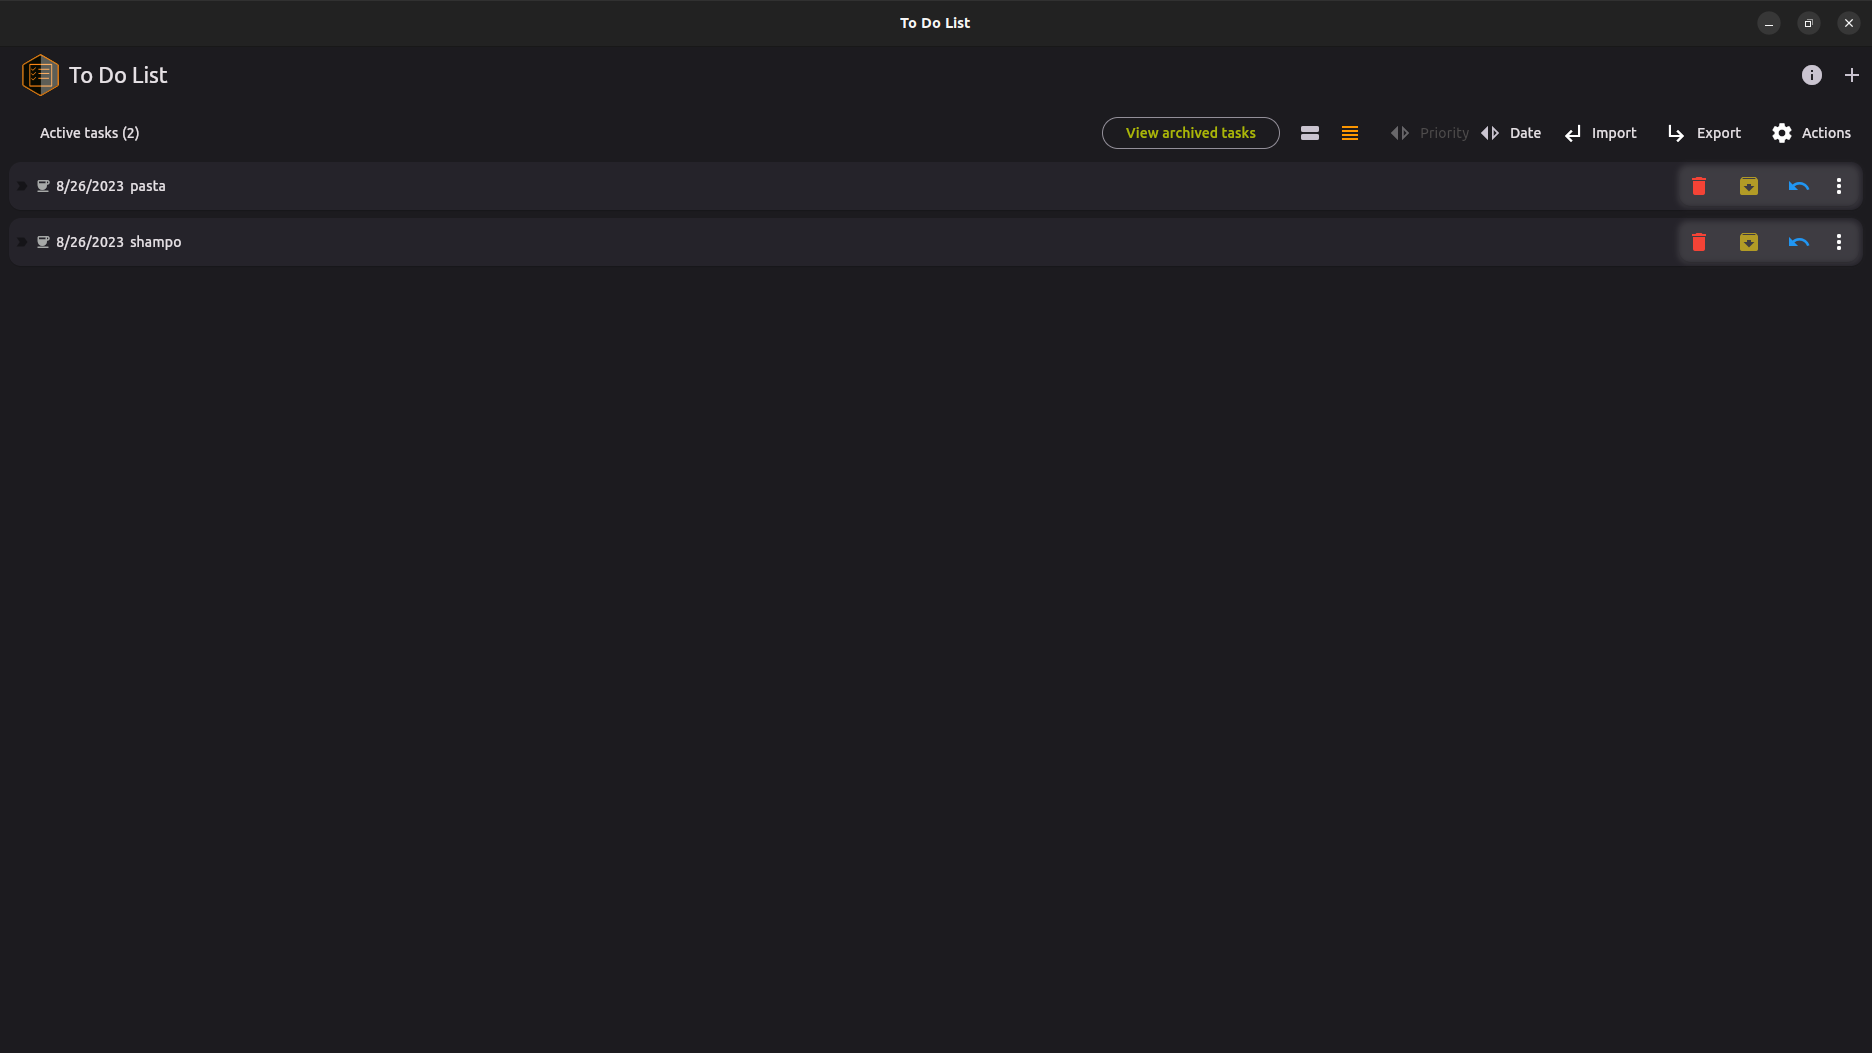 To Do List
To Do List
Active tasks (2)
View archived tasks
Priority
Date
Import
Export
Actions
8/26/2023 pasta
8/26/2023 shampo